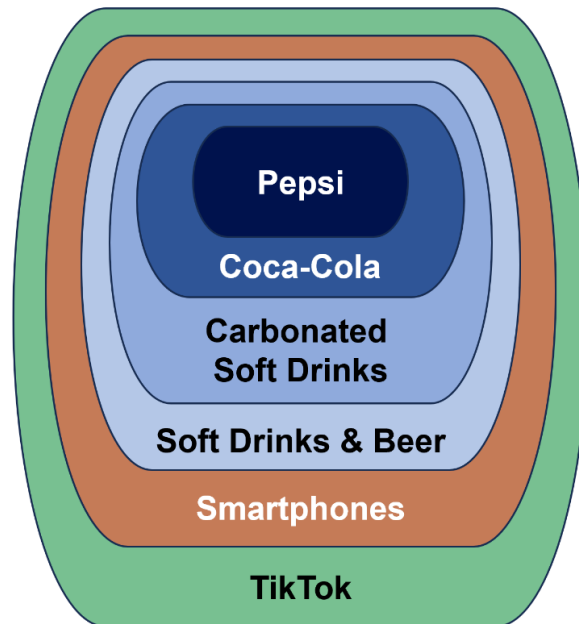 Pepsi
Coca-Cola
Carbonated
Soft Drinks
Soft Drinks & Beer
Smartphones
TikTok